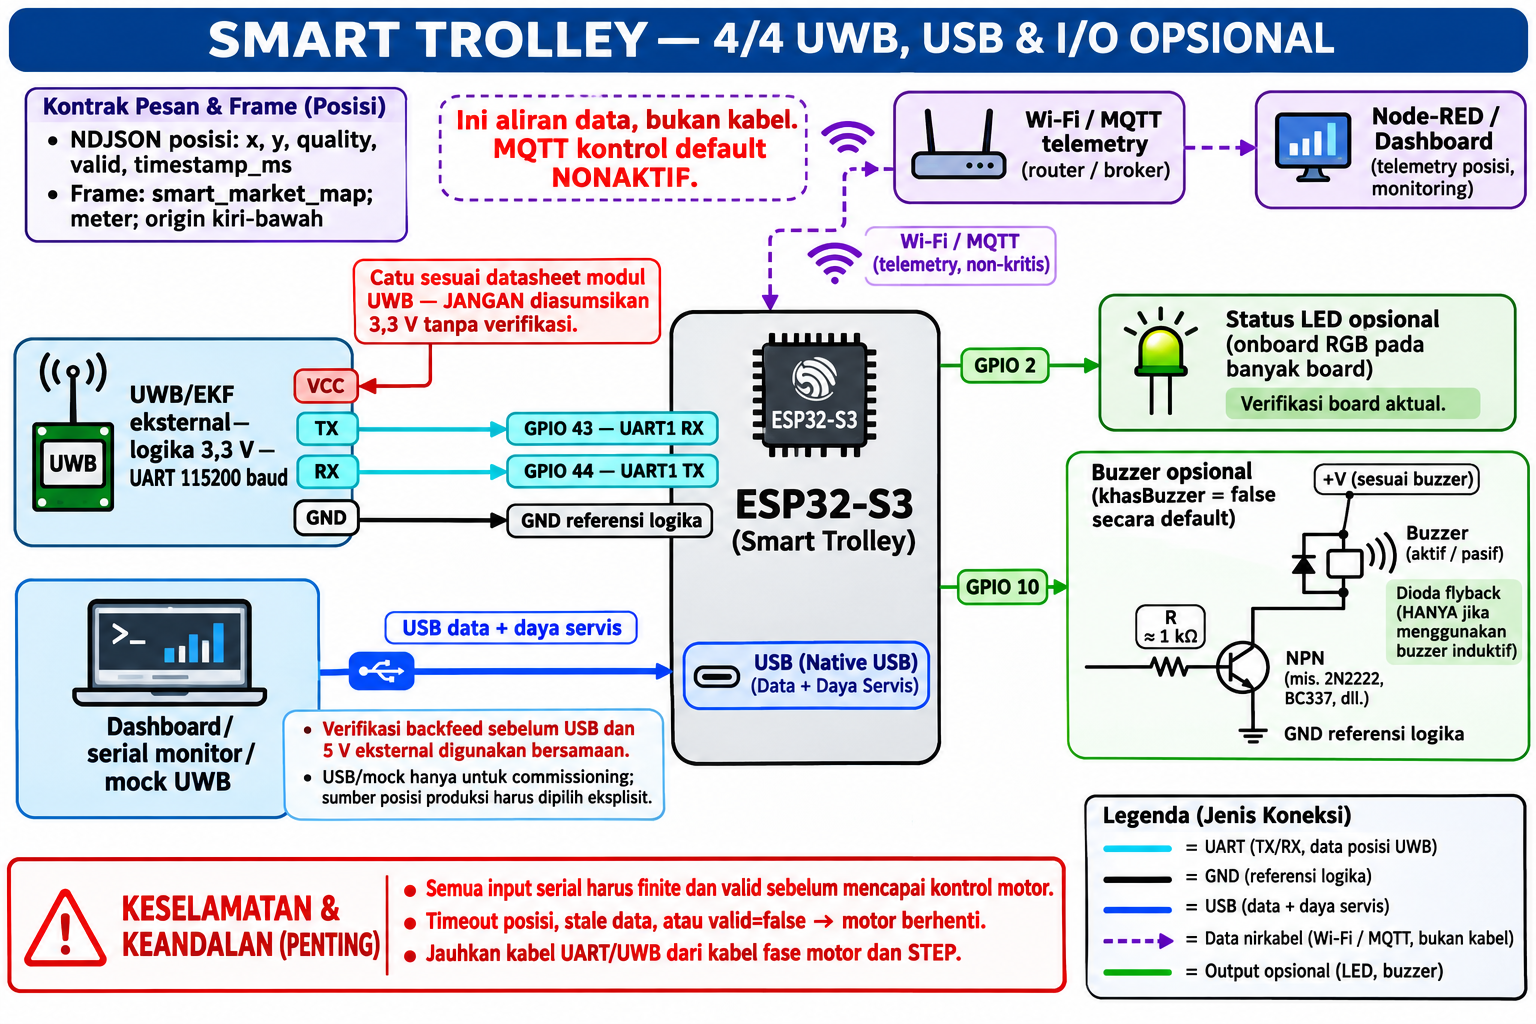 SMART TROLLEY — 4/4 UWB, USB & I/O OPSIONAL
Kontrak Pesan & Frame (Posisi)
• NDJSON posisi: x, y, quality,
valid, timestamp_ms
• Frame: smart_market_map;
meter; origin kiri-bawah
Ini aliran data, bukan kabel.
MQTT kontrol default
NONAKTIF.
Wi-Fi / MQTT
telemetry
(router / broker)
Node-RED /
Dashboard
(telemetry posisi,
monitoring)
Wi-Fi / MQTT
(telemetry, non-kritis)
Catu sesuai datasheet modul
UWB — JANGAN diasumsikan
3,3 V tanpa verifikasi.
UWB
UWB/EKF
eksternal—
logika 3,3 V —
UART 115200 baud
VCC
TX
RX
GND
GPIO 43 — UART1 RX
GPIO 44 — UART1 TX
GND referensi logika
ESP32-S3
ESP32-S3
(Smart Trolley)
GPIO 2
Status LED opsional
(onboard RGB pada
banyak board)
Verifikasi board aktual.
GPIO 10
Buzzer opsional
(khasBuzzer = false
secara default)
+V (sesuai buzzer)
Buzzer
(aktif / pasif)
Dioda flyback
(HANYA jika
menggunakan
buzzer induktif)
R
≈ 1 kΩ
NPN
(mis. 2N2222,
BC337, dll.)
GND referensi logika
>_
Dashboard/
serial monitor/
mock UWB
USB data + daya servis
USB (Native USB)
(Data + Daya Servis)
• Verifikasi backfeed sebelum USB dan
5 V eksternal digunakan bersamaan.
• USB/mock hanya untuk commissioning;
sumber posisi produksi harus dipilih eksplisit.
Legenda (Jenis Koneksi)
= UART (TX/RX, data posisi UWB)
= GND (referensi logika)
= USB (data + daya servis)
= Data nirkabel (Wi-Fi / MQTT, bukan kabel)
= Output opsional (LED, buzzer)
KESELAMATAN &
KEANDALAN (PENTING)
• Semua input serial harus finite dan valid sebelum mencapai kontrol motor.
• Timeout posisi, stale data, atau valid=false → motor berhenti.
• Jauhkan kabel UART/UWB dari kabel fase motor dan STEP.